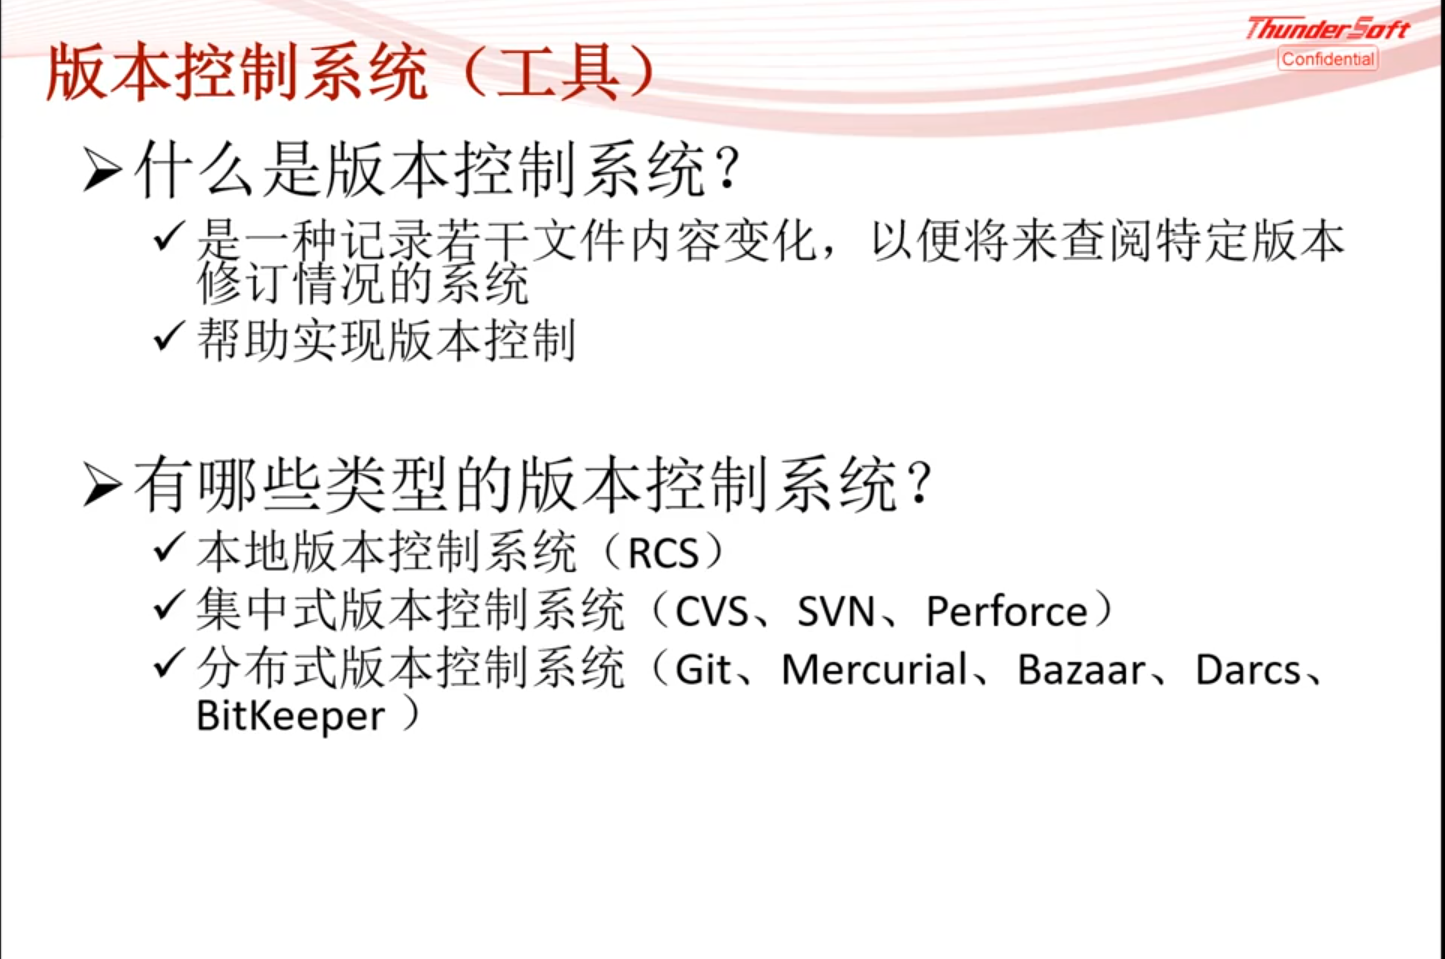 ThunderSoft
Confidential
版本控制系统（工具）
什么是版本控制系统？
是一种记录若干文件内容变化，以便将来查阅特定版本
修订情况的系统
帮助实现版本控制
有哪些类型的版本控制系统？
本地版本控制系统（RCS）
集中式版本控制系统（CVS、SVN、Perforce）
分布式版本控制系统（Git、Mercurial、Bazaar、Darcs、
BitKeeper ）